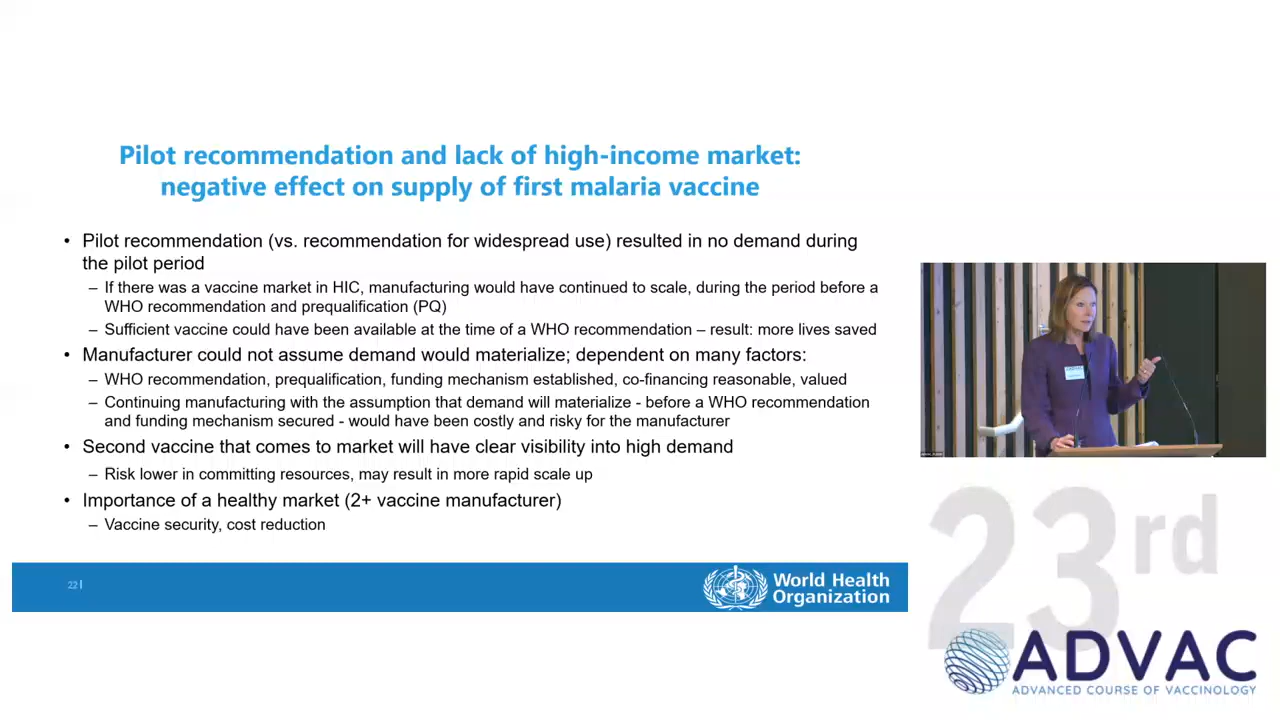 Pilot recommendation and lack of high-income market:
negative effect on supply of first malaria vaccine
• Pilot recommendation (vs. recommendation for widespread use) resulted in no demand during
the pilot period
– If there was a vaccine market in HIC, manufacturing would have continued to scale, during the period before a
WHO recommendation and prequalification (PQ)
– Sufficient vaccine could have been available at the time of a WHO recommendation – result: more lives saved
• Manufacturer could not assume demand would materialize; dependent on many factors:
– WHO recommendation, prequalification, funding mechanism established, co-financing reasonable, valued
– Continuing manufacturing with the assumption that demand will materialize - before a WHO recommendation
and funding mechanism secured - would have been costly and risky for the manufacturer
• Second vaccine that comes to market will have clear visibility into high demand
– Risk lower in committing resources, may result in more rapid scale up
• Importance of a healthy market (2+ vaccine manufacturer)
– Vaccine security, cost reduction
22 |
World Health
Organization
23rd
ADVAC
ADVANCED COURSE OF VACCINOLOGY